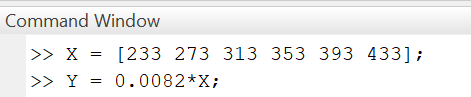 Command Window
>> X = [233 273 313 353 393 433];
>> Y = 0.0082*X;